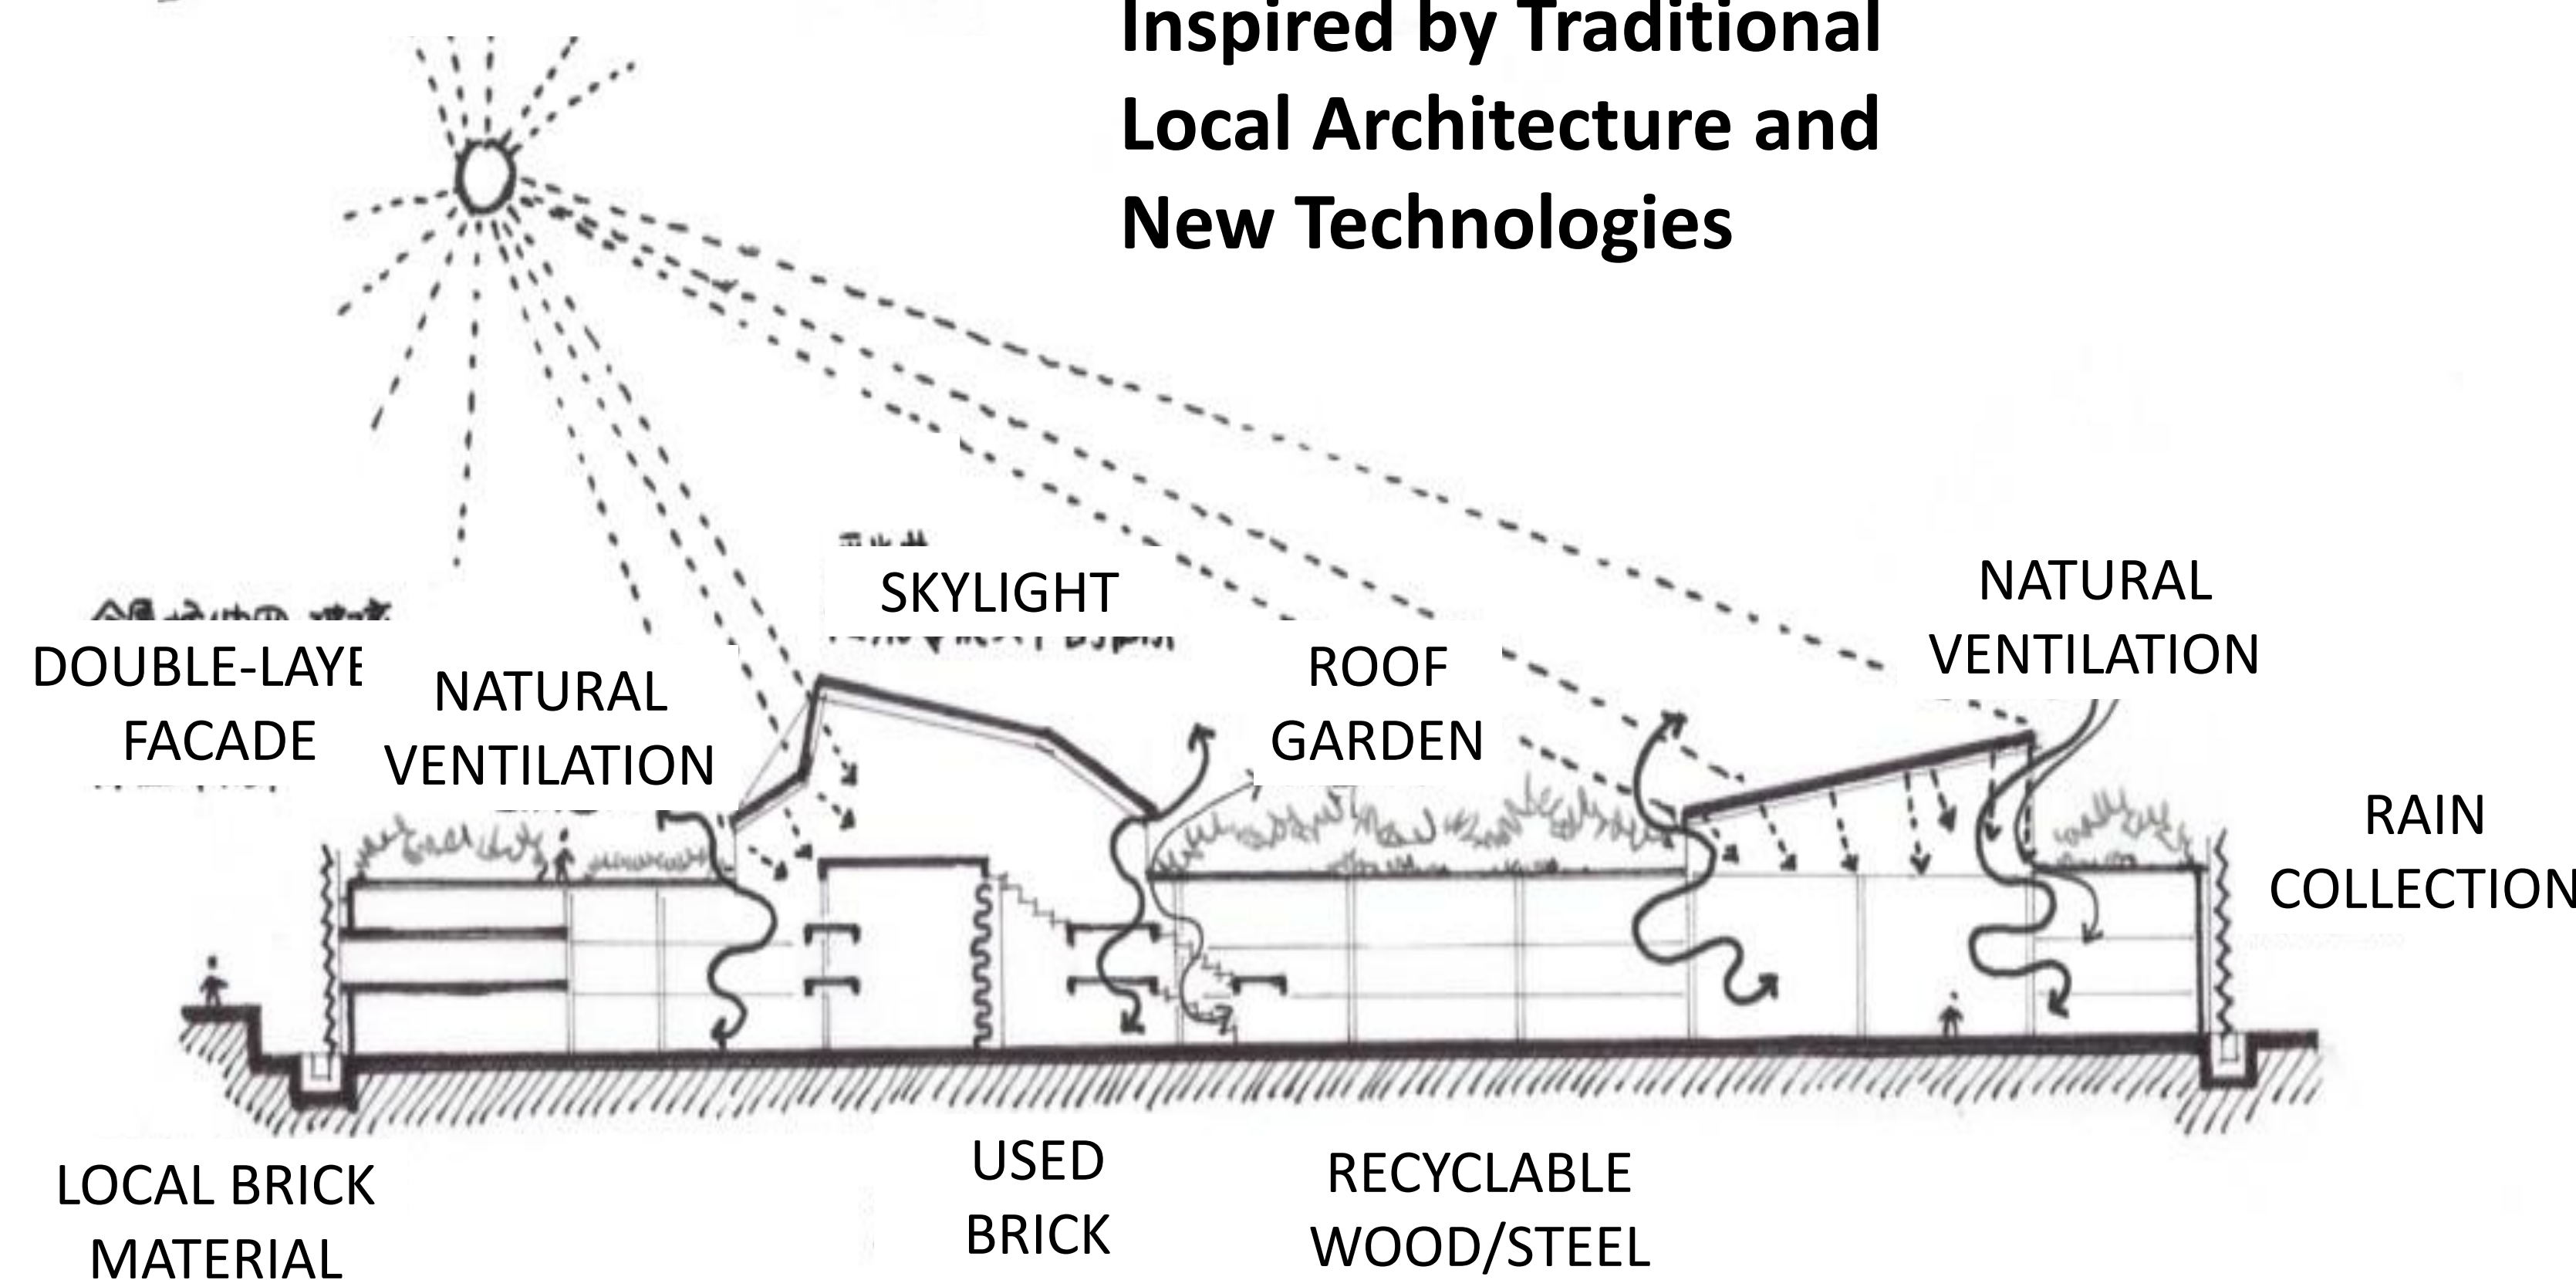 Inspired by Traditional
Local Architecture and
New Technologies
SKYLIGHT
NATURAL
VENTILATION
DOUBLE-LAYE
FACADE
NATURAL
VENTILATION
ROOF
GARDEN
RAIN
COLLECTION
LOCAL BRICK
MATERIAL
USED
BRICK
RECYCLABLE
WOOD/STEEL